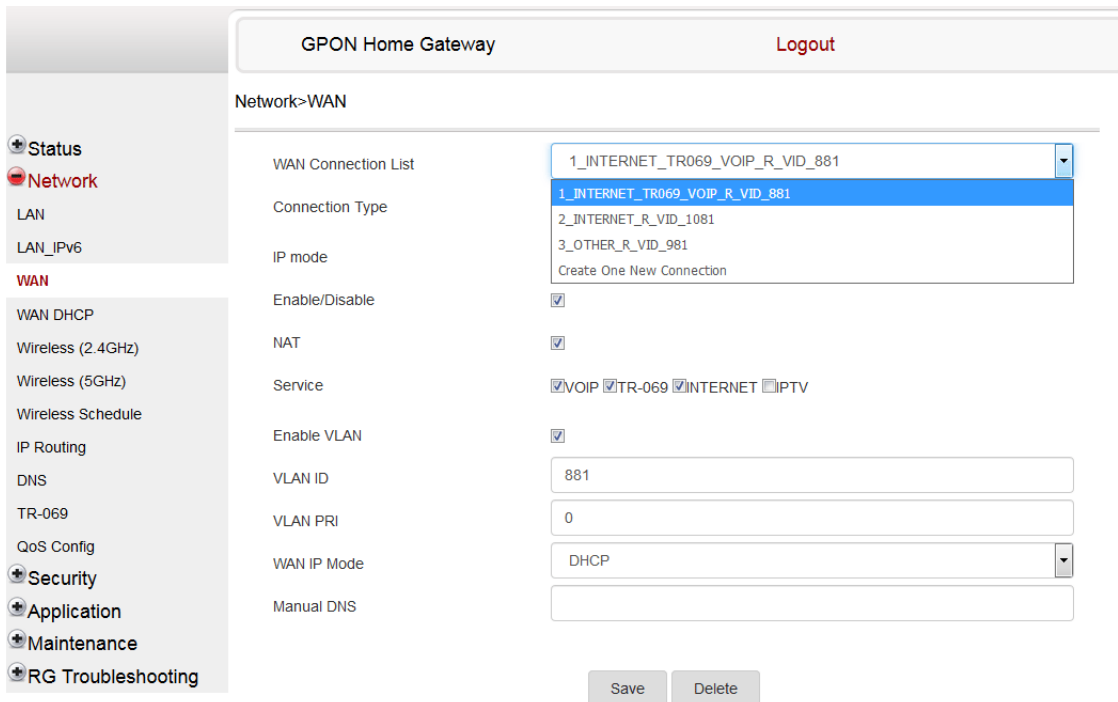 GPON Home Gateway Logout
Network>WAN
Status
Network
LAN
LAN_IPv6
WAN
WAN DHCP
Wireless (2.4GHz)
Wireless (5GHz)
Wireless Schedule
IP Routing
DNS
TR-069
QoS Config
Security
Application
Maintenance
RG Troubleshooting
WAN Connection List 1_INTERNET_TR069_VOIP_R_VID_881
1_INTERNET_TR069_VOIP_R_VID_881
2_INTERNET_R_VID_1081
3_OTHER_R_VID_981
Create One New Connection
Connection Type
IP mode
Enable/Disable
NAT
Service VOIP TR-069 INTERNET IPTV
Enable VLAN
VLAN ID 881
VLAN PRI 0
WAN IP Mode DHCP
Manual DNS
Save Delete